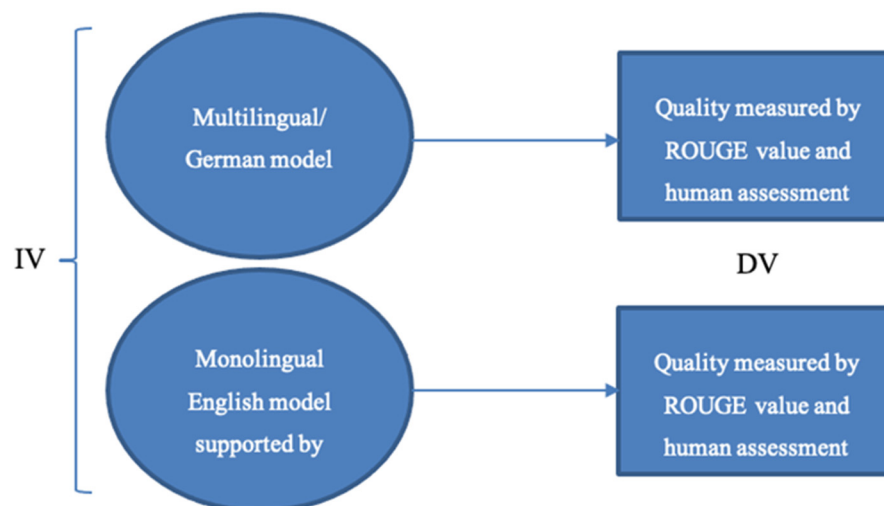 Multilingual/
German model
Quality measured by
ROUGE value and
human assessment
IV
DV
Monolingual
English model
supported by
Quality measured by
ROUGE value and
human assessment